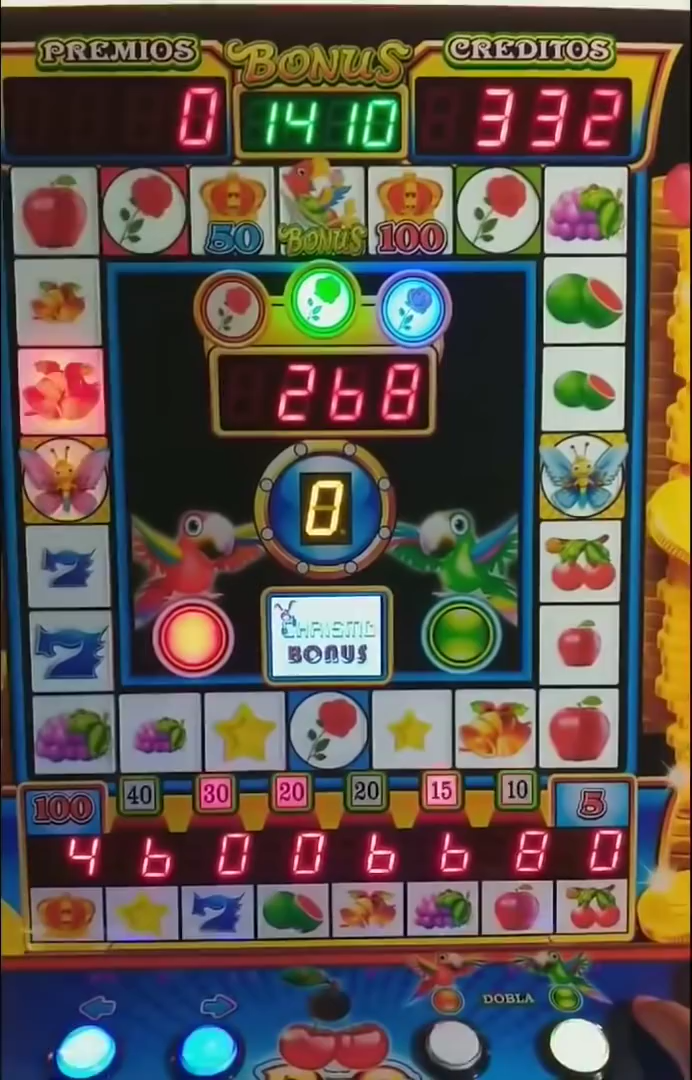 PREMIOS BONUS CREDITOS
0 1410 332
50 BONUS 100
268
0
CHRISMO
BONUS
100 40 30 20 20 15 10 5
4 6 0 0 6 6 8 0
DOBLA